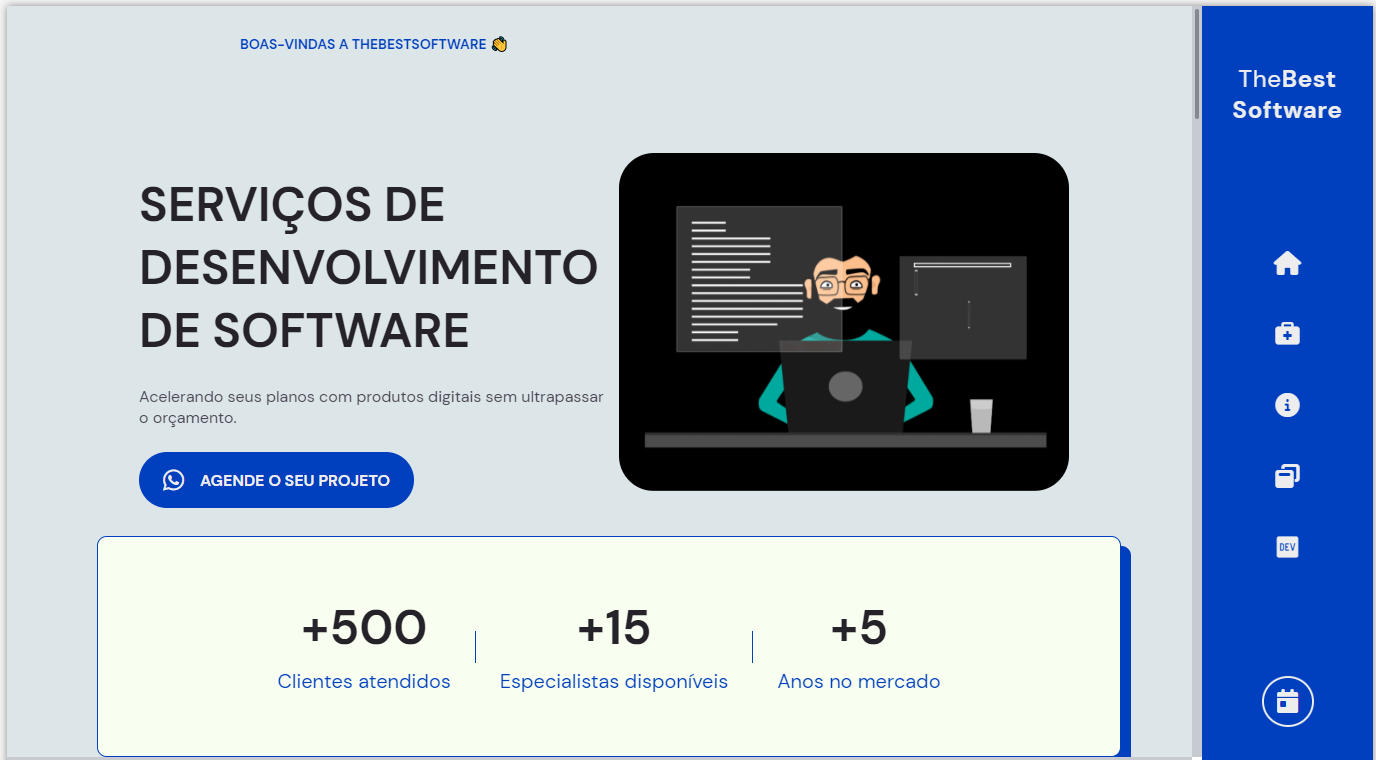 BOAS-VINDAS A THEBESTSOFTWARE 👋
SERVIÇOS DE
DESENVOLVIMENTO
DE SOFTWARE
Acelerando seus planos com produtos digitais sem ultrapassar
o orçamento.
AGENDE O SEU PROJETO
+500
Clientes atendidos
+15
Especialistas disponíveis
+5
Anos no mercado
TheBest
Software
DEV